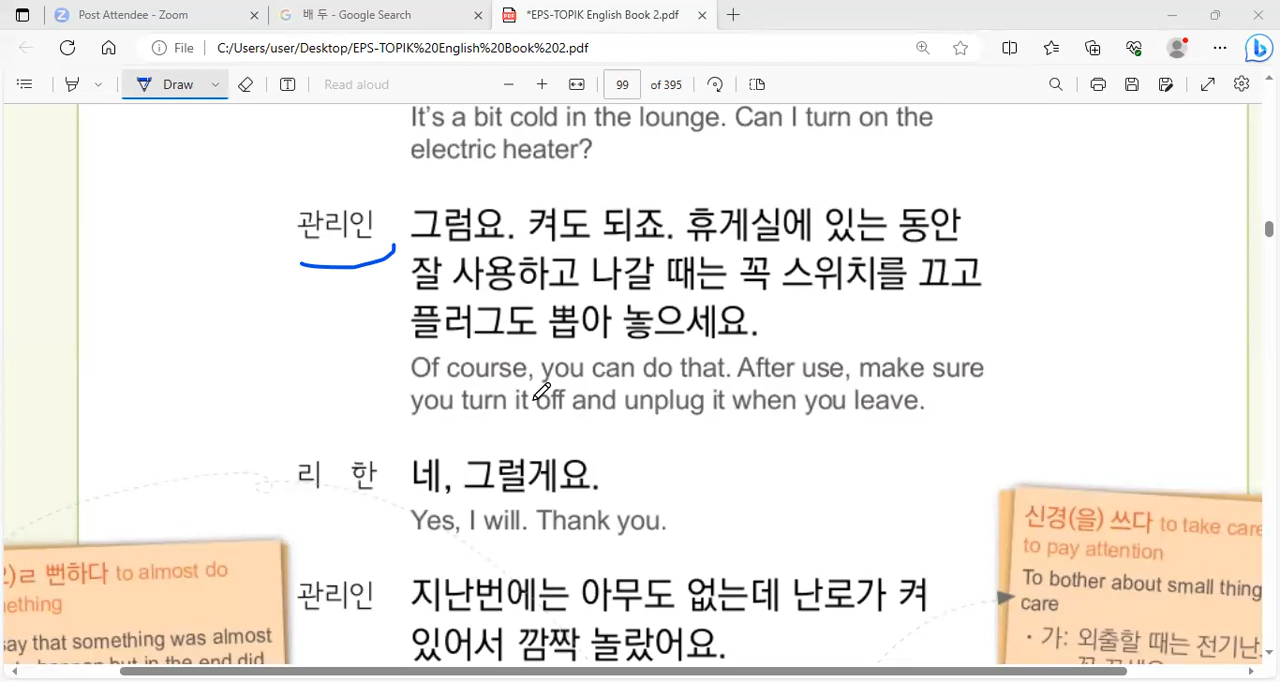 Post Attendee - Zoom
배 두 - Google Search
*EPS-TOPIK English Book 2.pdf
File
C:/Users/user/Desktop/EPS-TOPIK%20English%20Book%202.pdf
Draw
Read aloud
99
of 395
It's a bit cold in the lounge. Can I turn on the
electric heater?
관리인 그럼요. 켜도 되죠. 휴게실에 있는 동안
잘 사용하고 나갈 때는 꼭 스위치를 끄고
플러그도 뽑아 놓으세요.
Of course, you can do that. After use, make sure
you turn it off and unplug it when you leave.
리 한 네, 그럴게요.
Yes, I will. Thank you.
관리인 지난번에는 아무도 없는데 난로가 켜
있어서 깜짝 놀랐어요.
)ㄹ 뻔하다 to almost do
ething
say that something was almost
신경(을) 쓰다 to take care
to pay attention
To bother about small thing
care
· 가: 외출할 때는 전기난